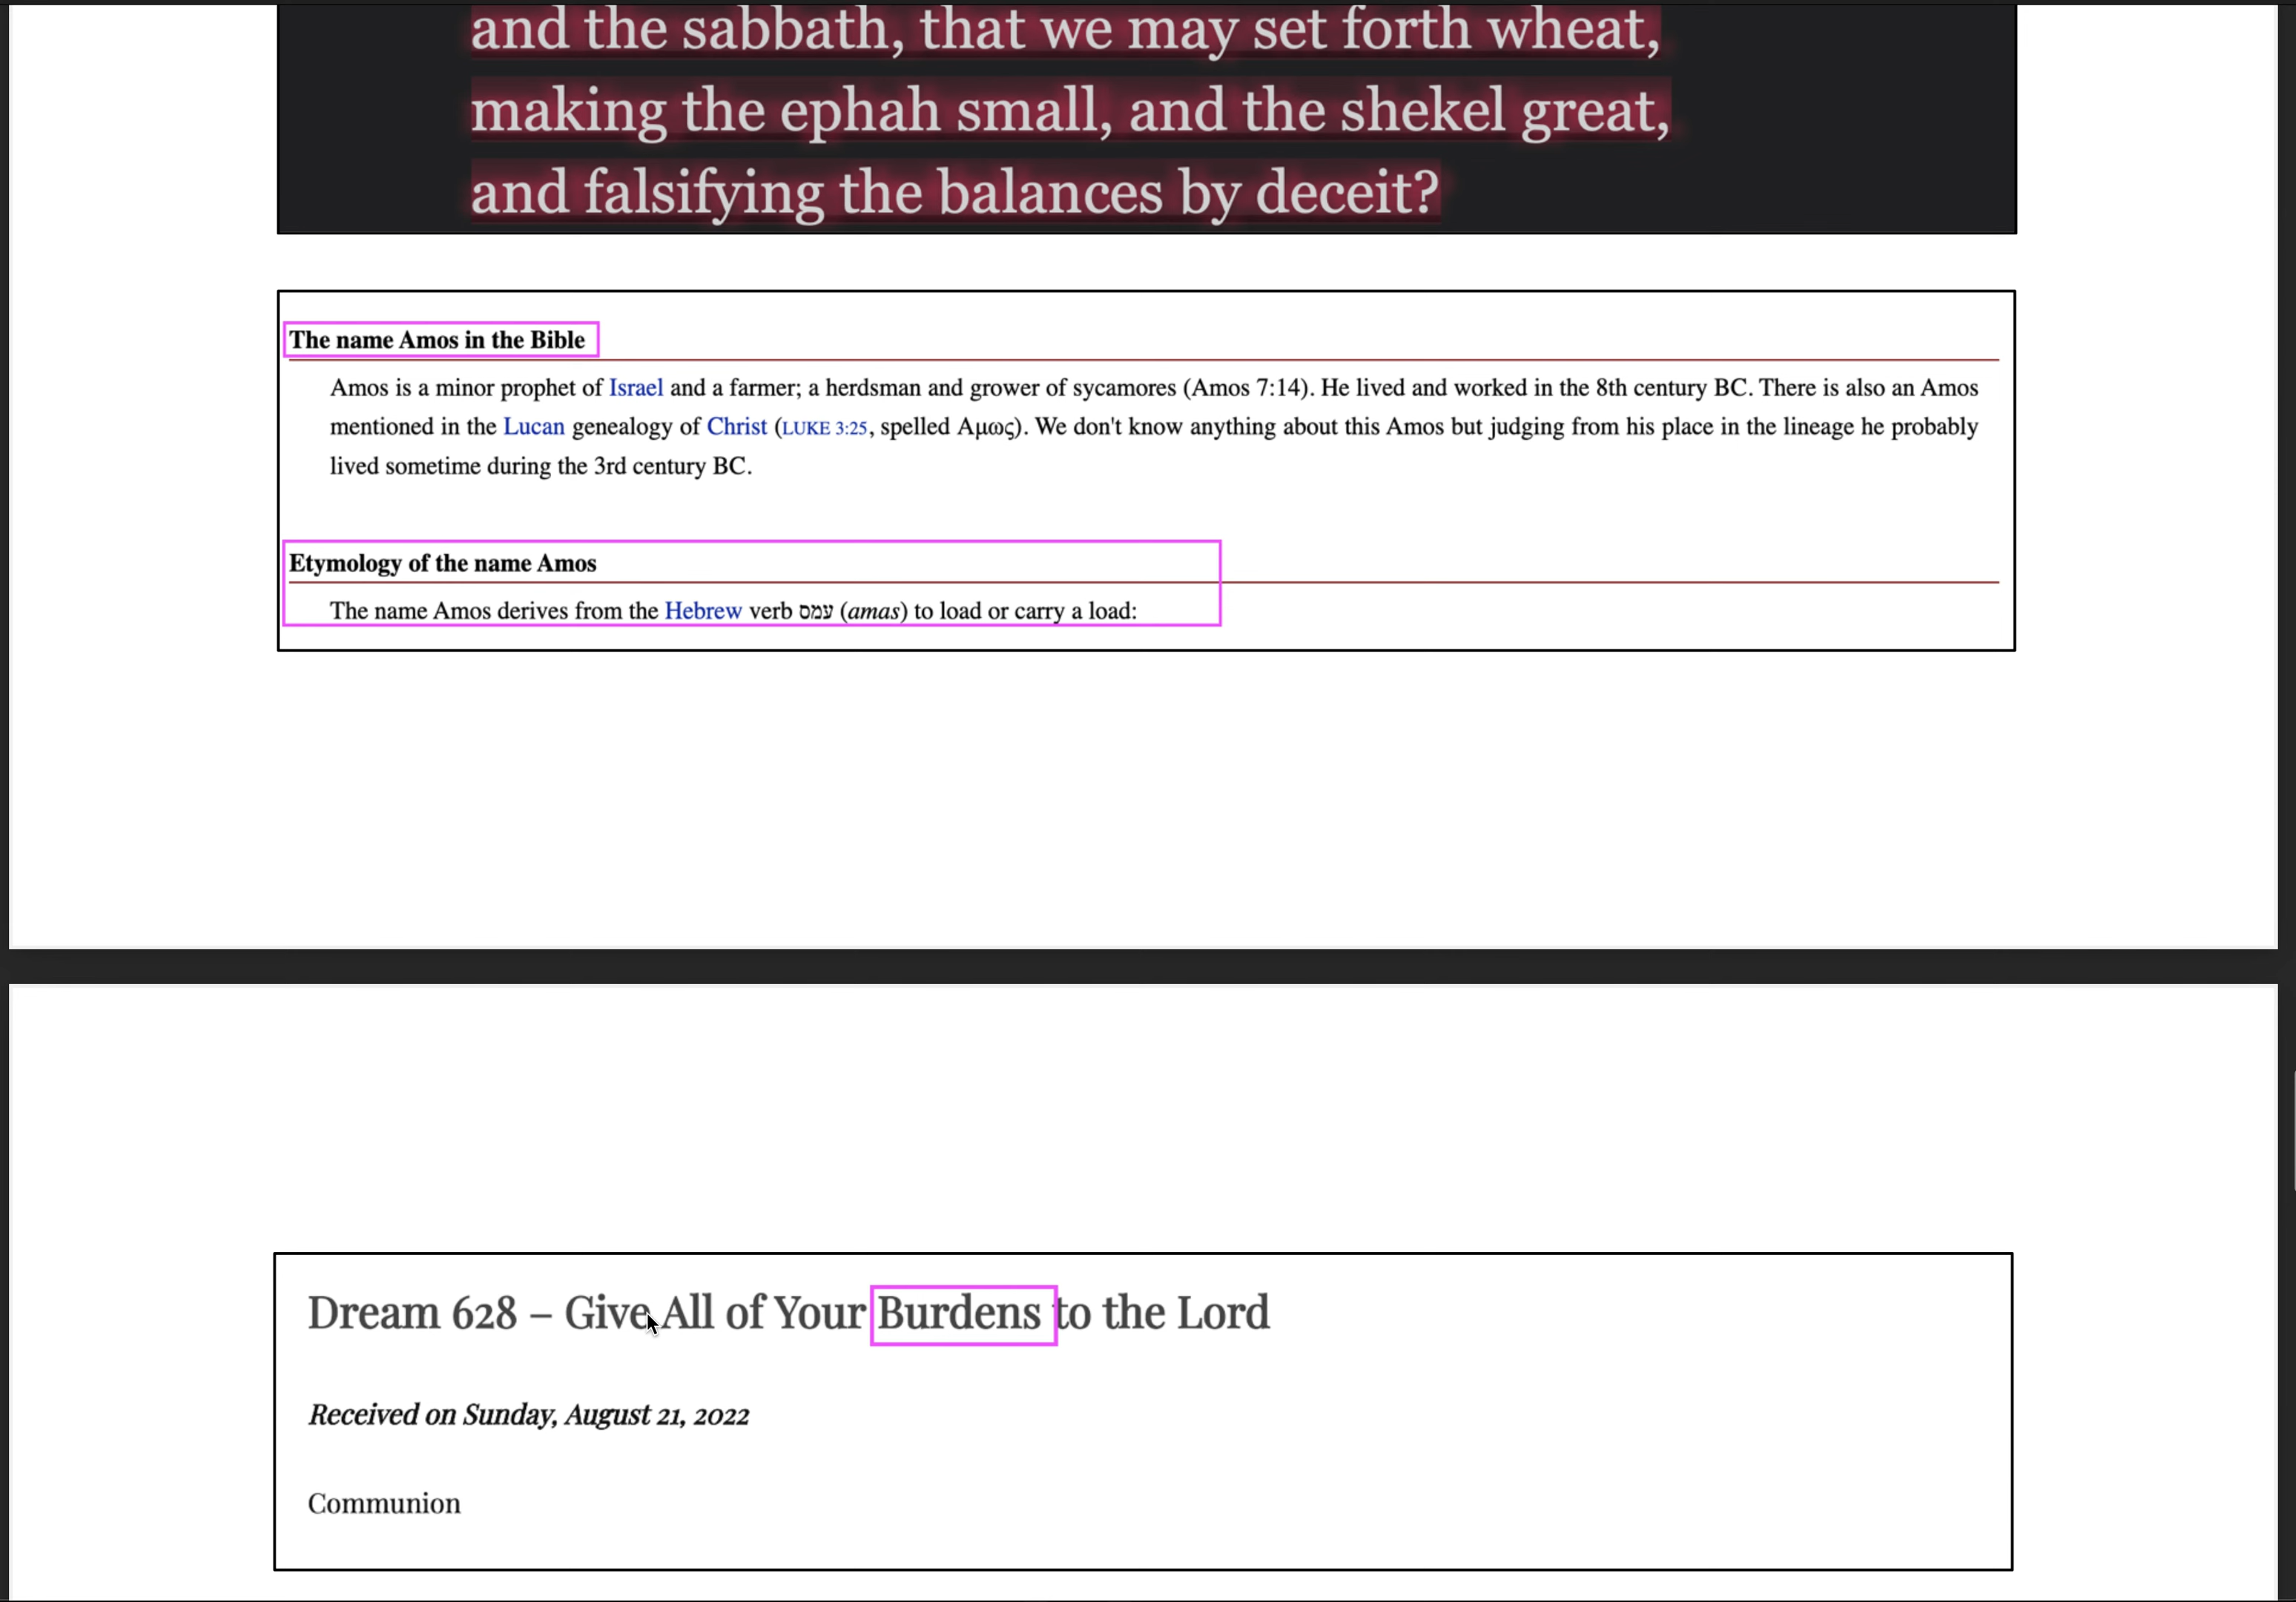 and the sabbath, that we may set forth wheat,
making the ephah small, and the shekel great,
and falsifying the balances by deceit?
The name Amos in the Bible
Amos is a minor prophet of Israel and a farmer; a herdsman and grower of sycamores (Amos 7:14). He lived and worked in the 8th century BC. There is also an Amos
mentioned in the Lucan genealogy of Christ (LUKE 3:25, spelled Αμως). We don't know anything about this Amos but judging from his place in the lineage he probably
lived sometime during the 3rd century BC.
Etymology of the name Amos
The name Amos derives from the Hebrew verb עמס (amas) to load or carry a load:
Dream 628 – Give All of Your Burdens to the Lord
Received on Sunday, August 21, 2022
Communion